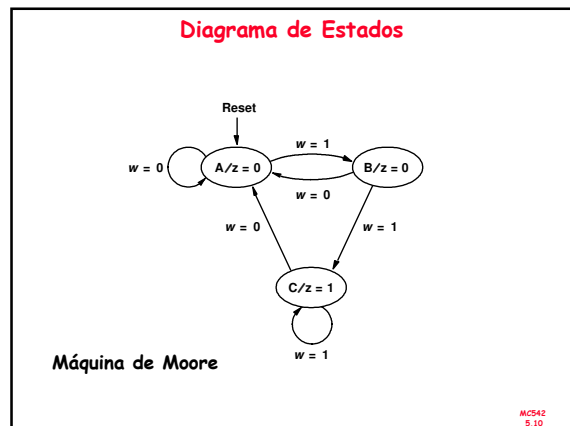 Diagrama de Estados
Reset
w = 1
w = 0
A/z = 0
B/z = 0
w = 0
w = 0
w = 1
C/z = 1
w = 1
Máquina de Moore
MC542
5.10